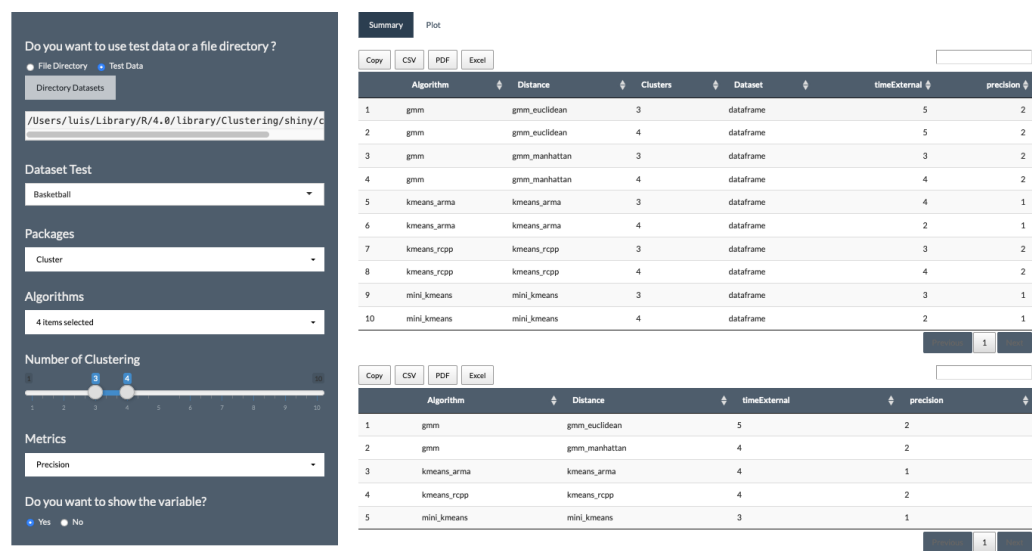 Do you want to use test data or a file directory ?
File Directory Test Data
Directory Datasets
/Users/luis/Library/R/4.0/library/Clustering/shiny/c
Dataset Test
Basketball
Packages
Cluster
Algorithms
4 items selected
Number of Clustering
1 3 4 10
1 2 3 4 5 6 7 8 9 10
Metrics
Precision
Do you want to show the variable?
Yes No
Summary Plot
Copy CSV PDF Excel
Algorithm Distance Clusters Dataset timeExternal precision
1 gmm gmm_euclidean 3 dataframe 5 2
2 gmm gmm_euclidean 4 dataframe 5 2
3 gmm gmm_manhattan 3 dataframe 3 2
4 gmm gmm_manhattan 4 dataframe 4 2
5 kmeans_arma kmeans_arma 3 dataframe 4 1
6 kmeans_arma kmeans_arma 4 dataframe 2 1
7 kmeans_rcpp kmeans_rcpp 3 dataframe 3 2
8 kmeans_rcpp kmeans_rcpp 4 dataframe 4 2
9 mini_kmeans mini_kmeans 3 dataframe 3 1
10 mini_kmeans mini_kmeans 4 dataframe 2 1
Previous 1 Next
Copy CSV PDF Excel
Algorithm Distance timeExternal precision
1 gmm gmm_euclidean 5 2
2 gmm gmm_manhattan 4 2
3 kmeans_arma kmeans_arma 4 1
4 kmeans_rcpp kmeans_rcpp 4 2
5 mini_kmeans mini_kmeans 3 1
Previous 1 Next